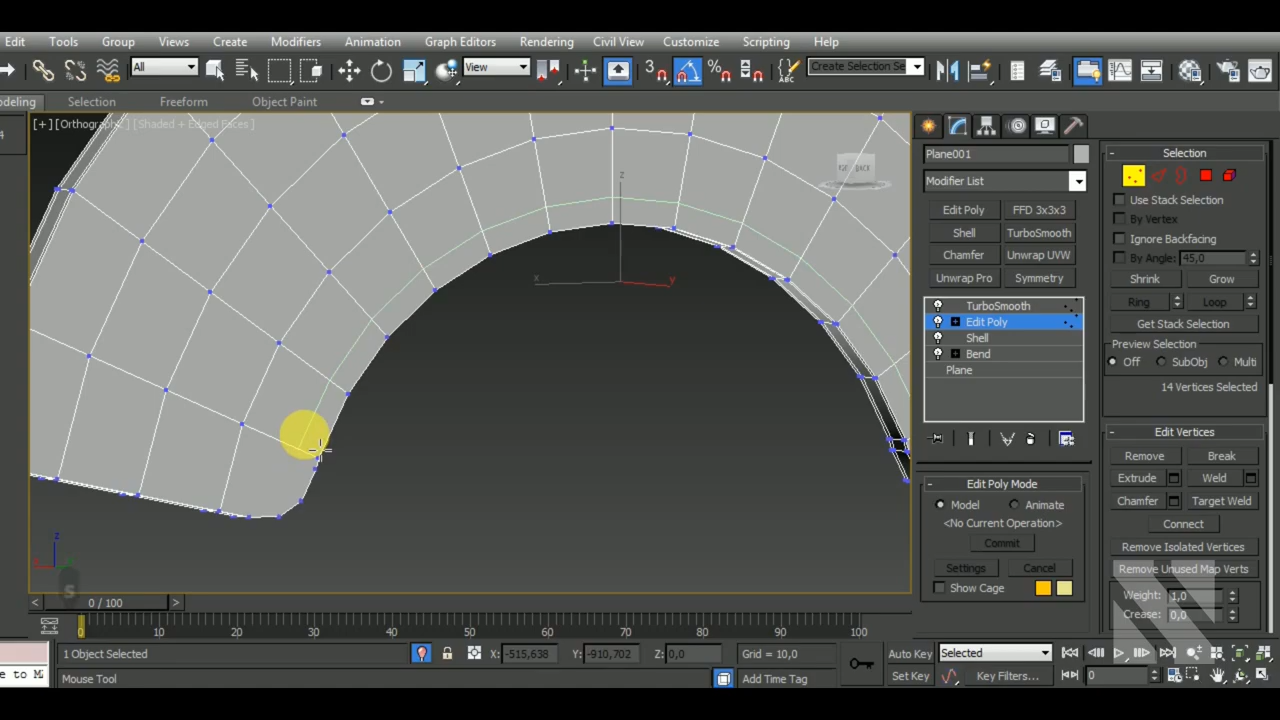 Edit Tools Group Views Create Modifiers Animation Graph Editors Rendering Civil View Customize Scripting Help
All View 3 % ABC Create Selection Se
odeling Selection Freeform Object Paint
4
[+] [Orthographic] [Shaded + Edged Faces]
z
x
y
BACK
z
s
Plane001
Modifier List
Edit Poly FFD 3x3x3
Shell TurboSmooth
Chamfer Unwrap UVW
Unwrap Pro Symmetry
TurboSmooth
Edit Poly
Shell
Bend
Plane
- Edit Poly Mode
Model Animate
<No Current Operation>
Commit
Settings Cancel
Show Cage
- Selection
Use Stack Selection
By Vertex
Ignore Backfacing
By Angle: 45,0
Shrink Grow
Ring Loop
Get Stack Selection
Preview Selection
Off SubObj Multi
14 Vertices Selected
- Edit Vertices
Remove Break
Extrude Weld
Chamfer Target Weld
Connect
Remove Isolated Vertices
Remove Unused Map Verts
Weight: 1,0
Crease: 0,0
< 0 / 100 >
0 10 20 30 40 50 60 70 80 90 100
1 Object Selected X: -515,638 Y: -910,702 Z: 0,0 Grid = 10,0 Auto Key Selected
e to M Mouse Tool Add Time Tag Set Key Key Filters... 0